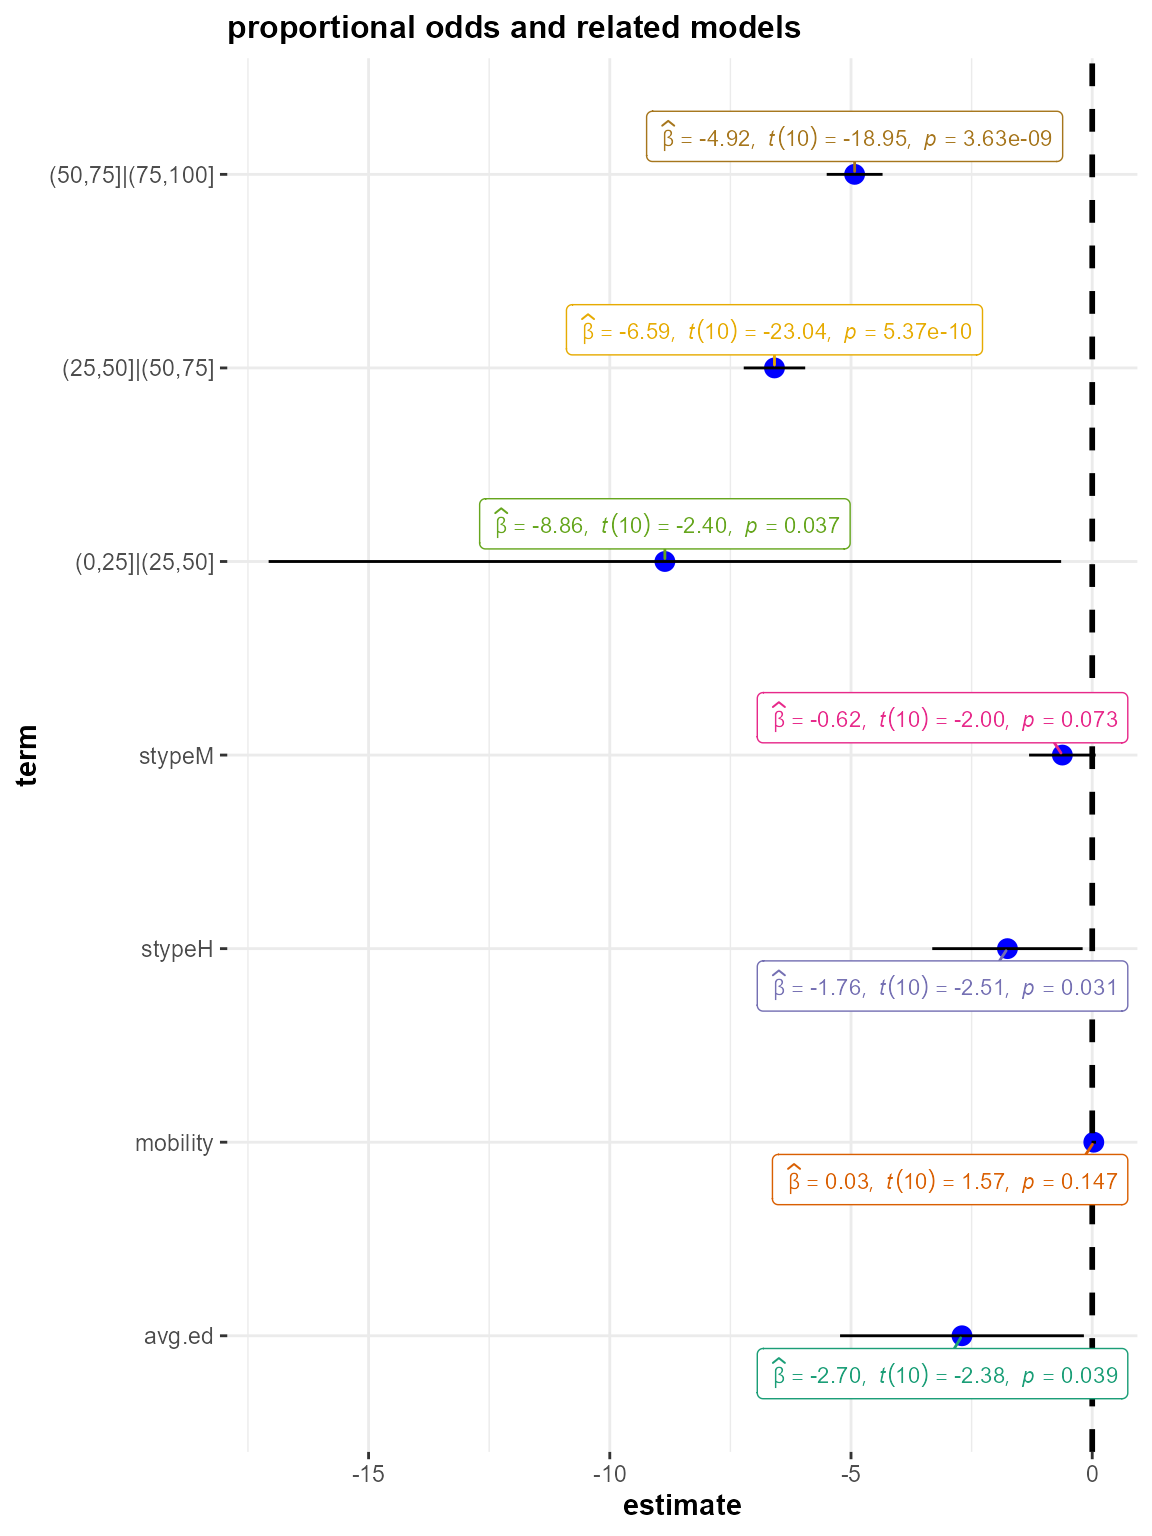 proportional odds and related models
β̂ = -4.92, t(10) = -18.95, p = 3.63e-09
(50,75]|(75,100]
β̂ = -6.59, t(10) = -23.04, p = 5.37e-10
(25,50]|(50,75]
β̂ = -8.86, t(10) = -2.40, p = 0.037
(0,25]|(25,50]
β̂ = -0.62, t(10) = -2.00, p = 0.073
term
stypeM
stypeH
β̂ = -1.76, t(10) = -2.51, p = 0.031
mobility
β̂ = 0.03, t(10) = 1.57, p = 0.147
avg.ed
β̂ = -2.70, t(10) = -2.38, p = 0.039
-15 -10 -5 0
estimate